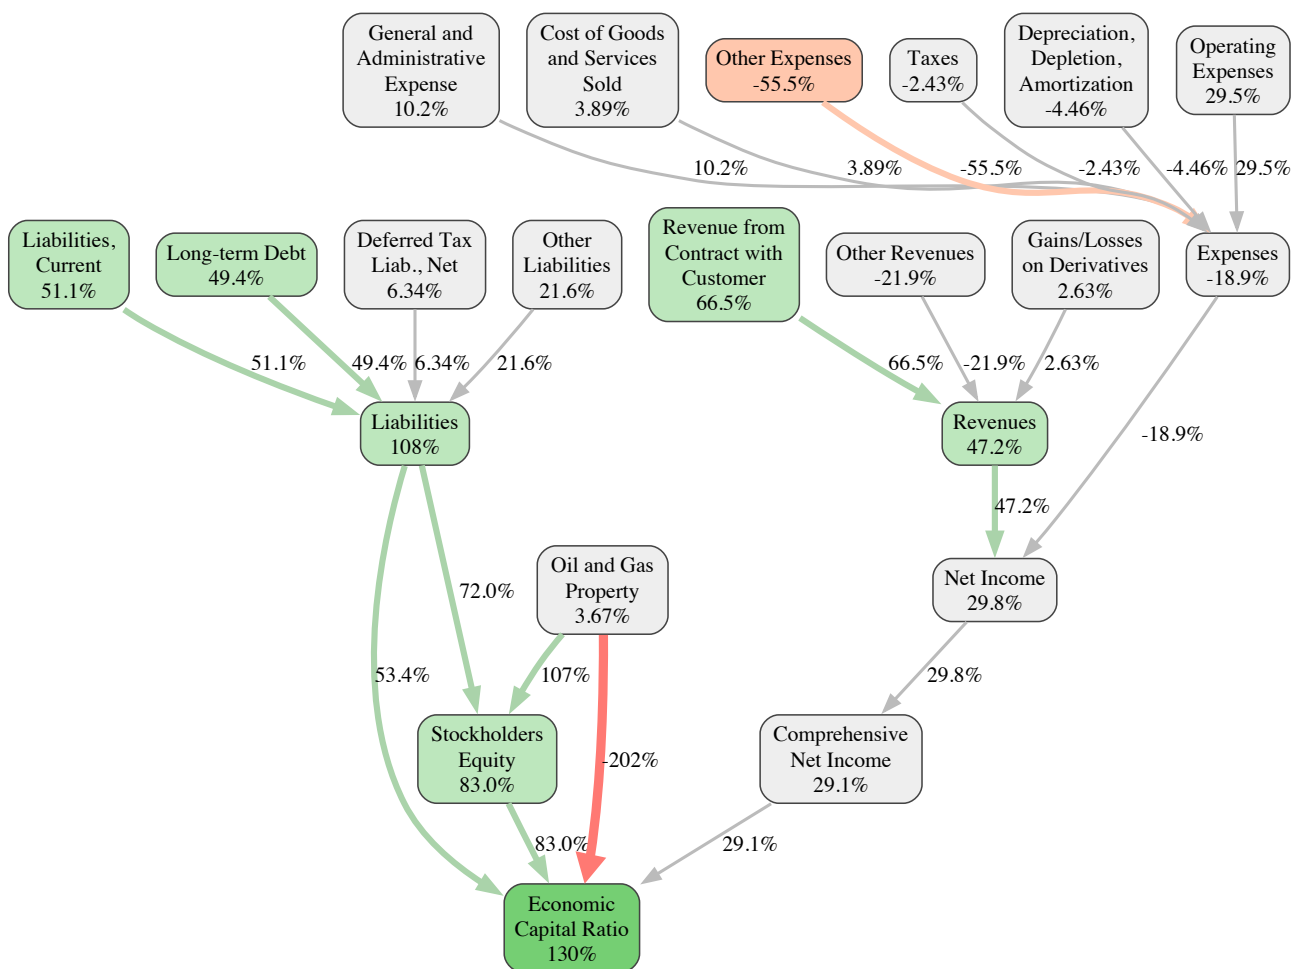 General and
Administrative
Expense
10.2%
Cost of Goods
and Services
Sold
3.89%
Other Expenses
-55.5%
Taxes
-2.43%
Depreciation,
Depletion,
Amortization
-4.46%
Operating
Expenses
29.5%
10.2%
3.89%
-55.5%
-2.43%
-4.46%
29.5%
Liabilities,
Current
51.1%
Long-term Debt
49.4%
Deferred Tax
Liab., Net
6.34%
Other
Liabilities
21.6%
Revenue from
Contract with
Customer
66.5%
Other Revenues
-21.9%
Gains/Losses
on Derivatives
2.63%
Expenses
-18.9%
51.1%
49.4%
6.34%
21.6%
66.5%
-21.9%
2.63%
Liabilities
108%
Revenues
47.2%
-18.9%
47.2%
72.0%
Oil and Gas
Property
3.67%
Net Income
29.8%
53.4%
107%
29.8%
Stockholders
Equity
83.0%
-202%
Comprehensive
Net Income
29.1%
83.0%
29.1%
Economic
Capital Ratio
130%